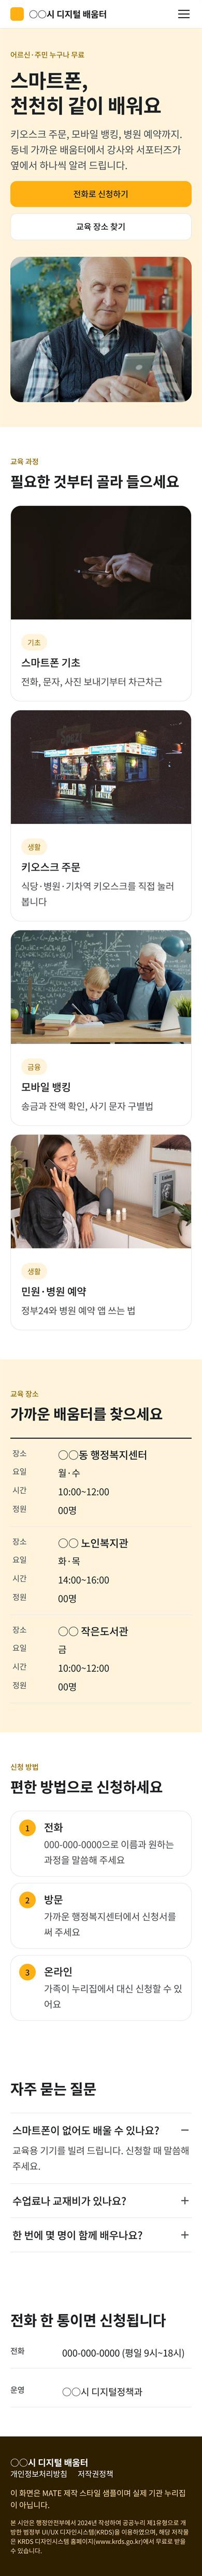 ○○시 디지털 배움터
어르신·주민 누구나 무료
스마트폰,
천천히 같이 배워요
키오스크 주문, 모바일 뱅킹, 병원 예약까지.
동네 가까운 배움터에서 강사와 서포터즈가
옆에서 하나씩 알려 드립니다.
전화로 신청하기
교육 장소 찾기
교육 과정
필요한 것부터 골라 들으세요
기초
스마트폰 기초
전화, 문자, 사진 보내기부터 차근차근
생활
키오스크 주문
식당·병원·기차역 키오스크를 직접 눌러
봅니다
금융
모바일 뱅킹
송금과 잔액 확인, 사기 문자 구별법
생활
민원·병원 예약
정부24와 병원 예약 앱 쓰는 법
교육 장소
가까운 배움터를 찾으세요
장소 ○○동 행정복지센터
요일 월·수
시간 10:00~12:00
정원 00명
장소 ○○ 노인복지관
요일 화·목
시간 14:00~16:00
정원 00명
장소 ○○ 작은도서관
요일 금
시간 10:00~12:00
정원 00명
신청 방법
편한 방법으로 신청하세요
1 전화
000-000-0000으로 이름과 원하는
과정을 말씀해 주세요
2 방문
가까운 행정복지센터에서 신청서를
써 주세요
3 온라인
가족이 누리집에서 대신 신청할 수 있
어요
자주 묻는 질문
스마트폰이 없어도 배울 수 있나요?
교육용 기기를 빌려 드립니다. 신청할 때 말씀해
주세요.
수업료나 교재비가 있나요?
한 번에 몇 명이 함께 배우나요?
전화 한 통이면 신청됩니다
전화 000-000-0000 (평일 9시~18시)
운영 ○○시 디지털정책과
○○시 디지털 배움터
개인정보처리방침 저작권정책
이 화면은 MATE 제작 스타일 샘플이며 실제 기관 누리집
이 아닙니다.
본 시안은 행정안전부에서 2024년 작성하여 공공누리 제1유형으로 개
방한 범정부 UI/UX 디자인시스템(KRDS)을 이용하였으며, 해당 저작물
은 KRDS 디자인시스템 홈페이지(www.krds.go.kr)에서 무료로 받을
수 있습니다.